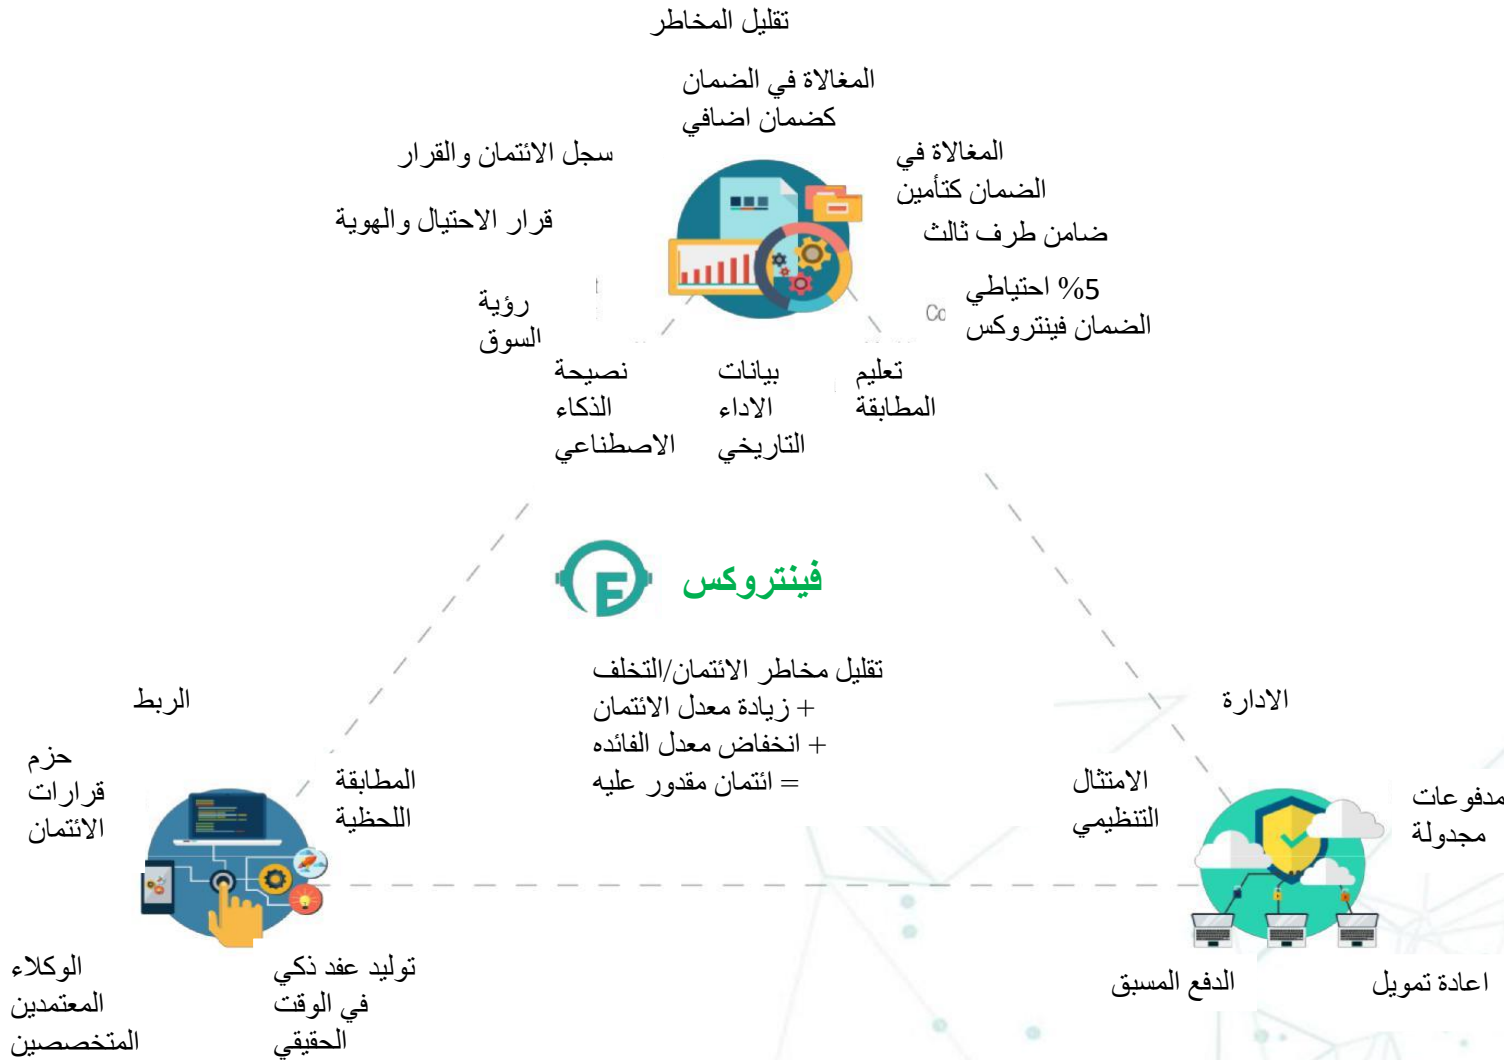 تقليل المخاطر
المغالاة في الضمان
كضمان اضافي
المغالاة في
الضمان كتأمين
سجل الائتمان والقرار
ضامن طرف ثالث
قرار الاحتيال والهوية
5% احتياطي
الضمان فينتروكس
رؤية
السوق
تعليم
المطابقة
بيانات
الاداء
التاريخي
نصيحة
الذكاء
الاصطناعي
فينتروكس
تقليل مخاطر الائتمان/التخلف
+ زيادة معدل الائتمان
+ انخفاض معدل الفائده
= ائتمان مقدور عليه
الادارة
مدفوعات
مجدولة
الامتثال
التنظيمي
اعادة تمويل
الدفع المسبق
الربط
المطابقة
اللحظية
حزم
قرارات
الائتمان
توليد عفد ذكي
في الوقت
الحقيقي
الوكلاء
المعتمدين
المتخصصين